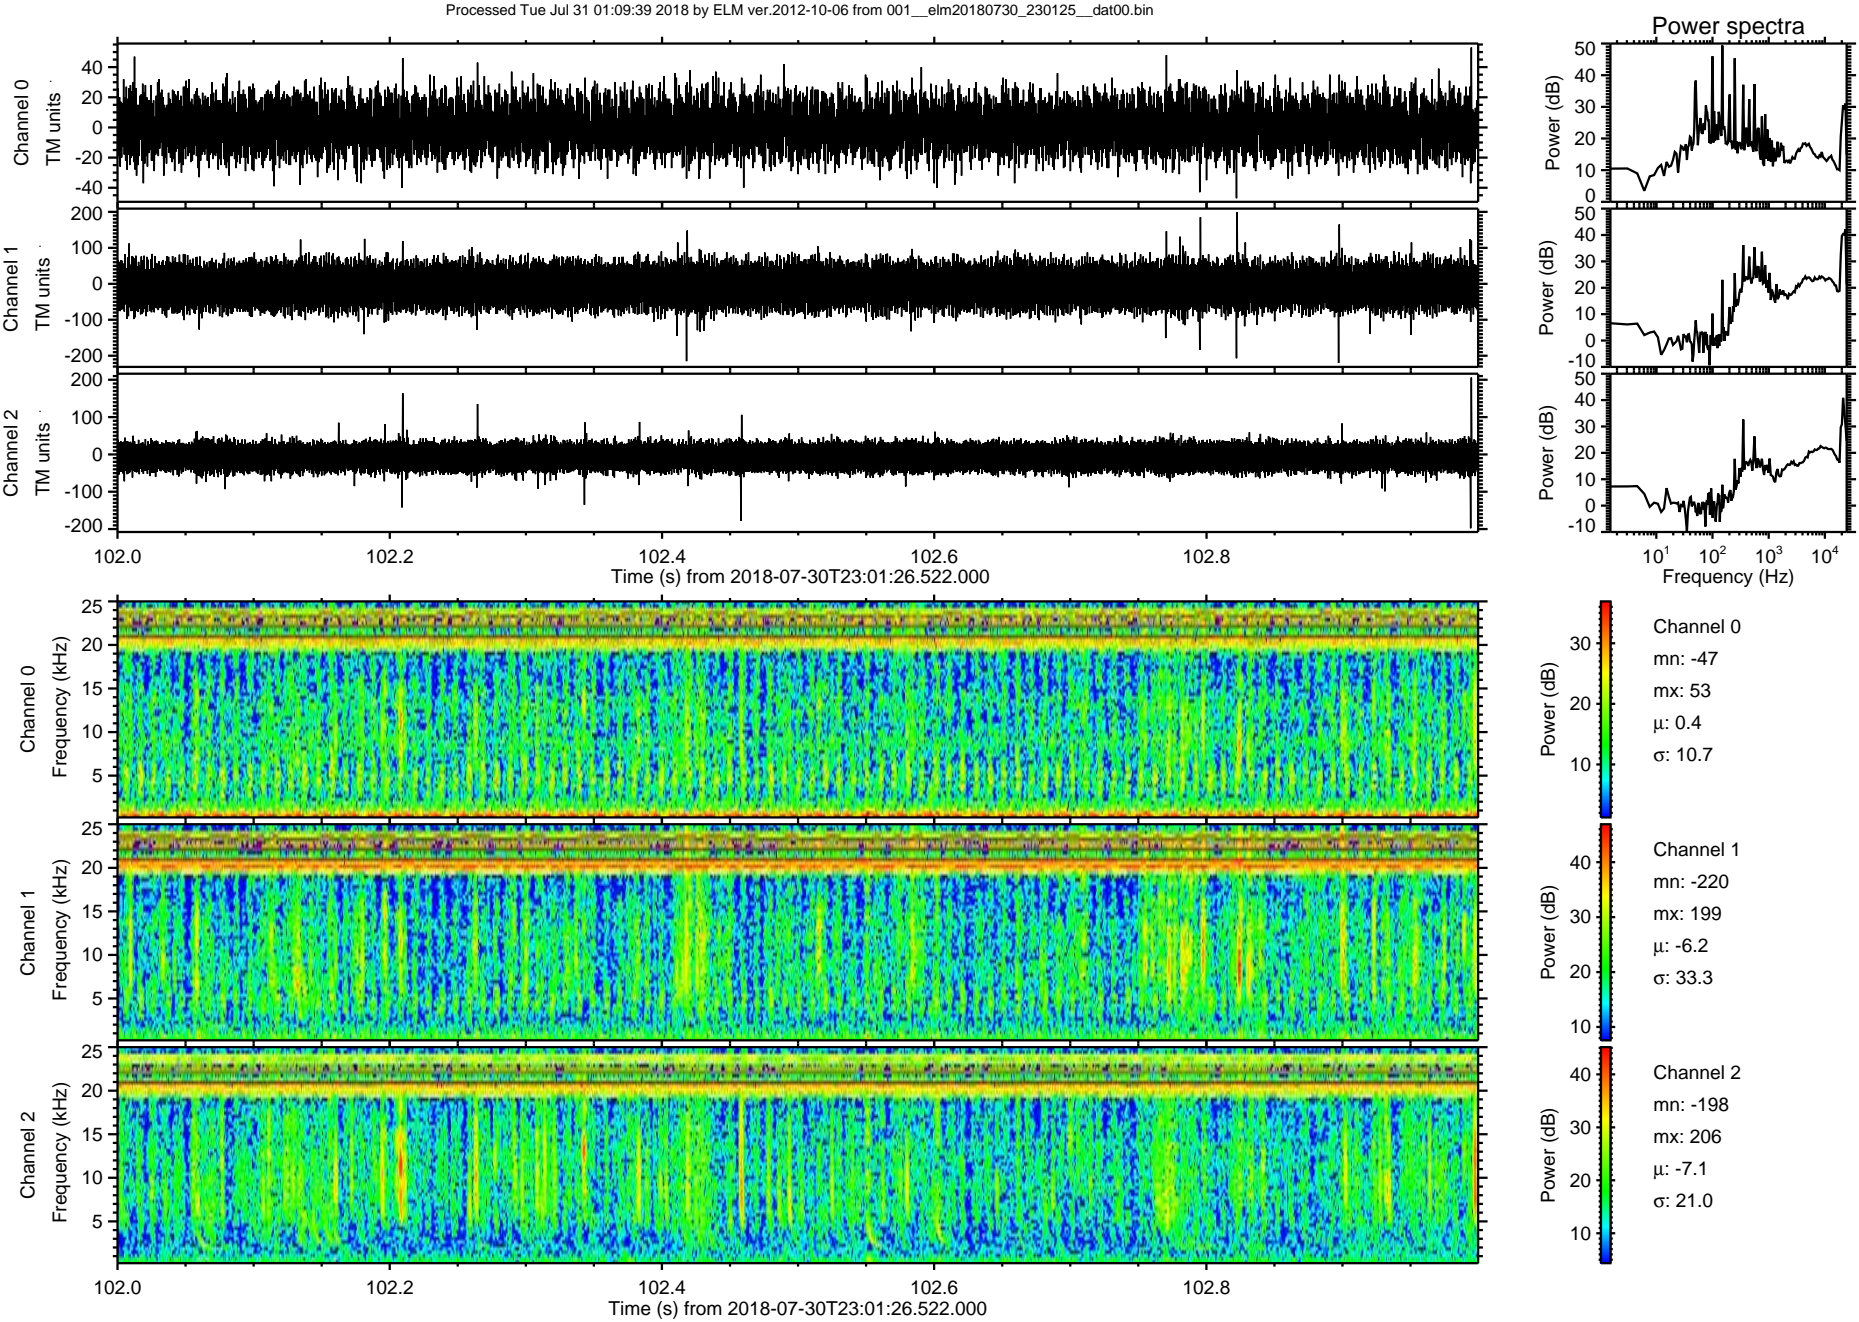 Processed Tue Jul 31 01:09:39 2018 by ELM ver.2012-10-06 from 001__elm20180730_230125__dat00.bin
Power spectra
Channel 0
TM units
40
20
0
-20
-40
Power (dB)
50
40
30
20
10
0
Channel 1
TM units
200
100
0
-100
-200
Power (dB)
50
40
30
20
10
0
-10
Channel 2
TM units
200
100
0
-100
-200
Power (dB)
50
40
30
20
10
0
-10
102.0 102.2 102.4 102.6 102.8
Time (s) from 2018-07-30T23:01:26.522.000
10¹ 10² 10³ 10⁴
Frequency (Hz)
Channel 0
Frequency (kHz)
25
20
15
10
5
Power (dB)
30
20
10
Channel 0
mn: -47
mx: 53
μ: 0.4
σ: 10.7
Channel 1
Frequency (kHz)
25
20
15
10
5
Power (dB)
40
30
20
10
Channel 1
mn: -220
mx: 199
μ: -6.2
σ: 33.3
Channel 2
Frequency (kHz)
25
20
15
10
5
Power (dB)
40
30
20
10
Channel 2
mn: -198
mx: 206
μ: -7.1
σ: 21.0
102.0 102.2 102.4 102.6 102.8
Time (s) from 2018-07-30T23:01:26.522.000